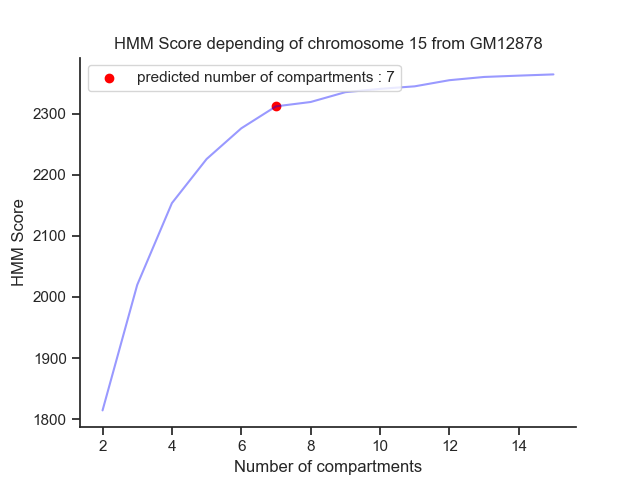 HMM Score depending of chromosome 15 from GM12878
predicted number of compartments : 7
2300
2200
2100
2000
1900
1800
HMM Score
2 4 6 8 10 12 14
Number of compartments